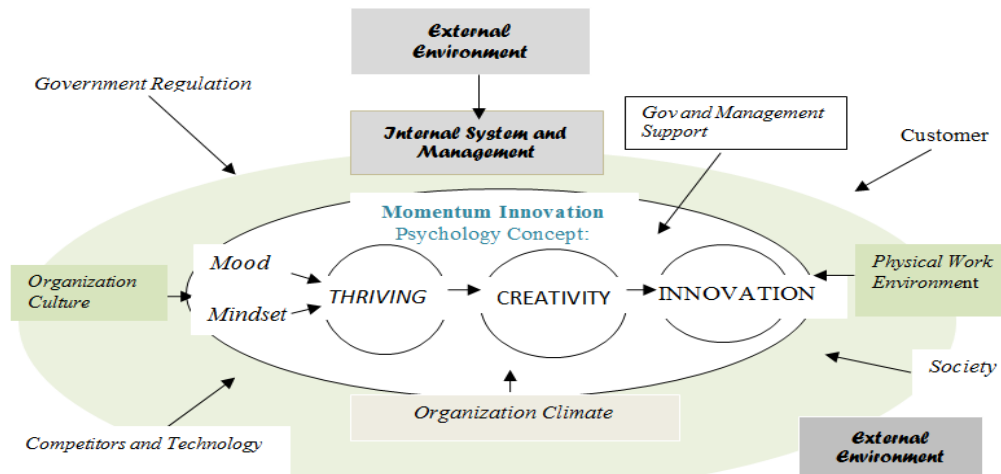 External
Environment
Government Regulation
Internal System and
Management
Gov and Management
Support
Customer
Momentum Innovation
Psychology Concept:
Organization
Culture
Mood
Mindset
THRIVING
CREATIVITY
INNOVATION
Physical Work
Environment
Society
Organization Climate
Competitors and Technology
External
Environment